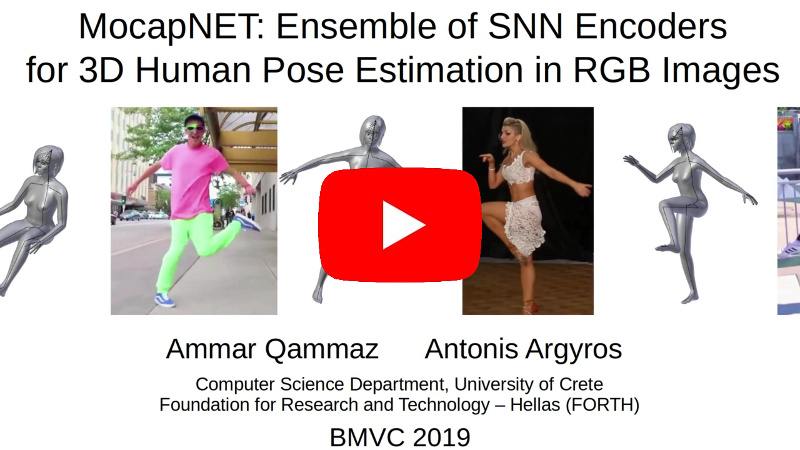 MocapNET: Ensemble of SNN Encoders
for 3D Human Pose Estimation in RGB Images
Ammar Qammaz Antonis Argyros
Computer Science Department, University of Crete
Foundation for Research and Technology – Hellas (FORTH)
BMVC 2019